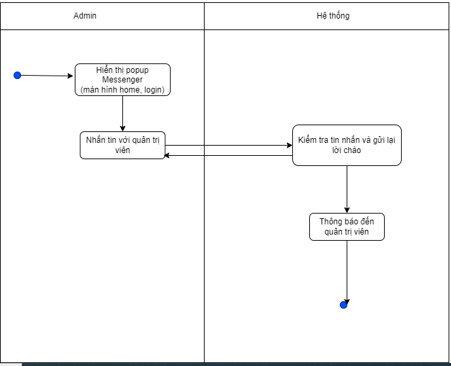 Admin
Hệ thống
Hiển thị popup
Messenger
(màn hình home, login)
Nhắn tin với quản trị
viên
Kiểm tra tin nhắn và gửi lại
lời chào
Thông báo đến
quản trị viên